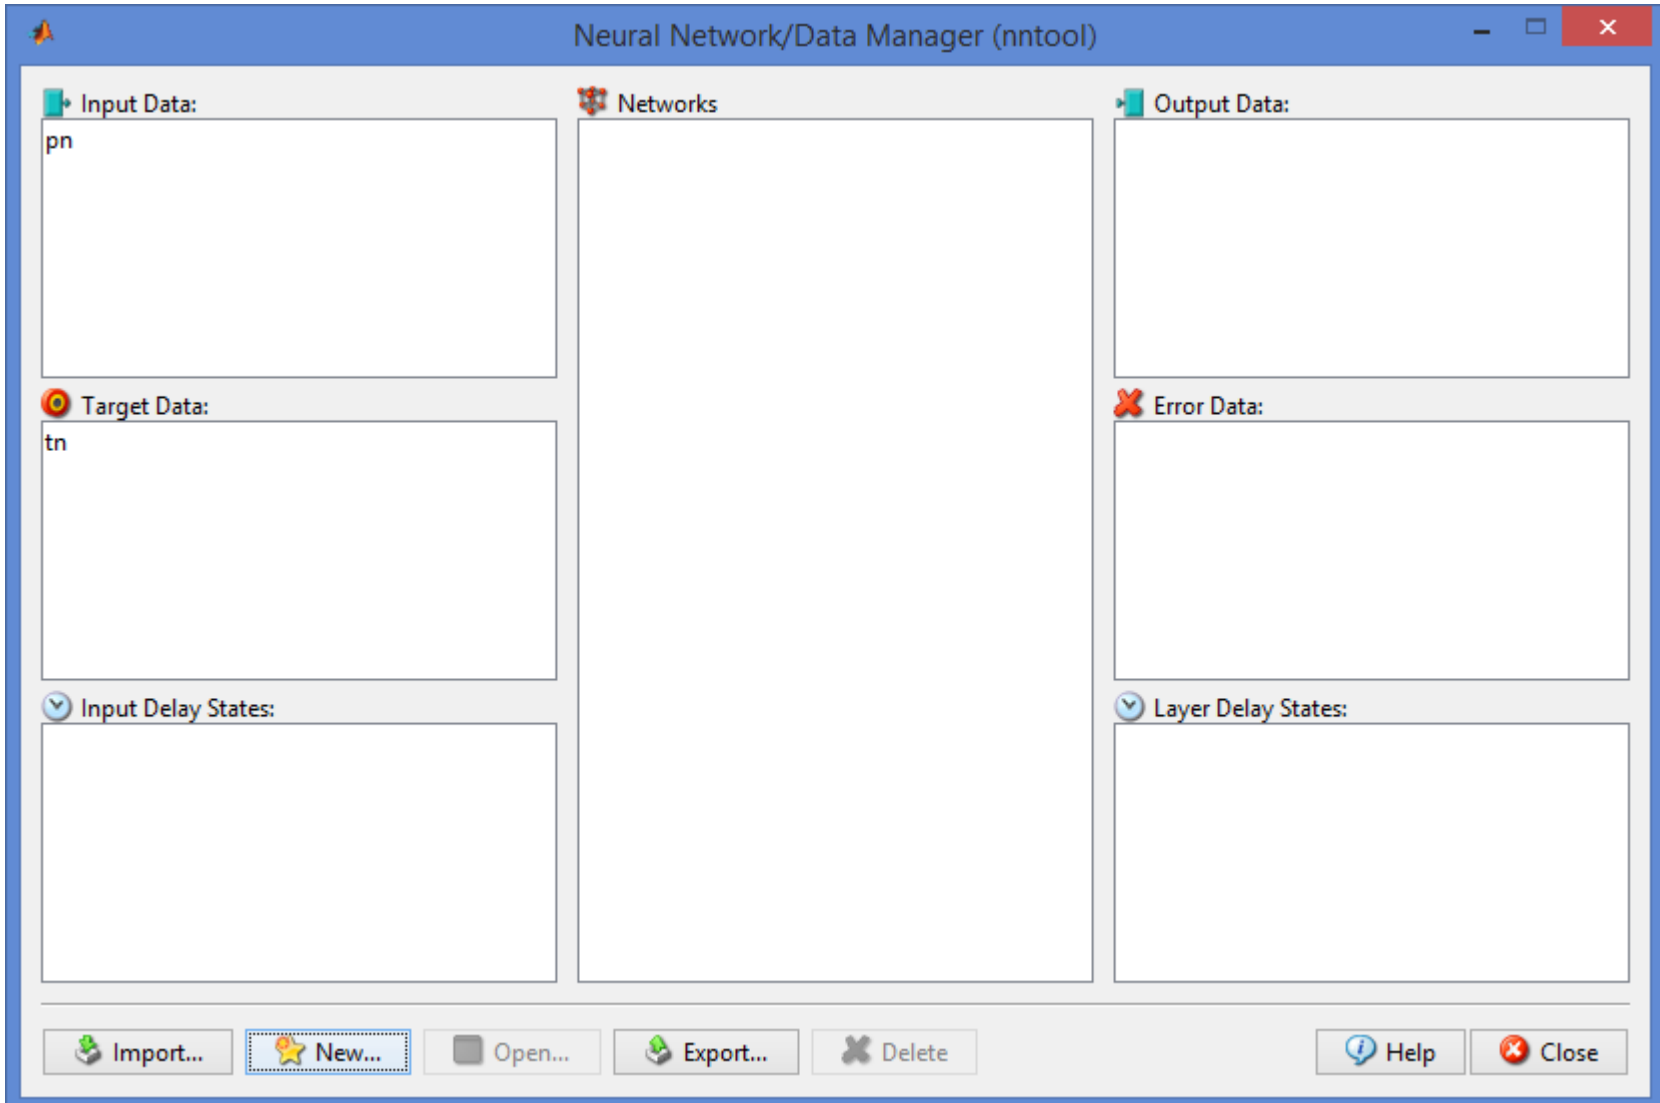 Neural Network/Data Manager (nntool)
Input Data:
pn
Networks
Output Data:
Target Data:
tn
Error Data:
Input Delay States:
Layer Delay States:
Import...
New...
Open...
Export...
Delete
Help
Close